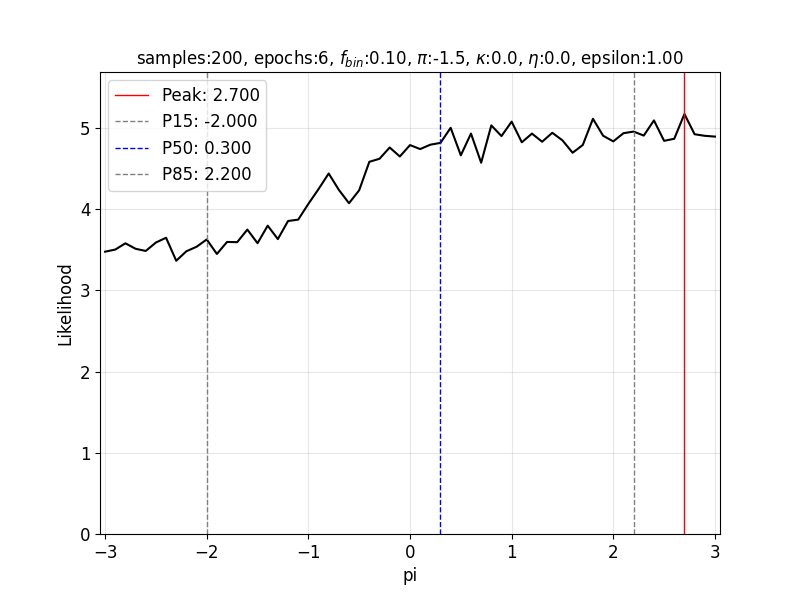 samples:200, epochs:6, f_bin:0.10, π:-1.5, κ:0.0, η:0.0, epsilon:1.00
Peak: 2.700
P15: -2.000
P50: 0.300
P85: 2.200
5
4
3
2
1
0
Likelihood
−3 −2 −1 0 1 2 3
pi